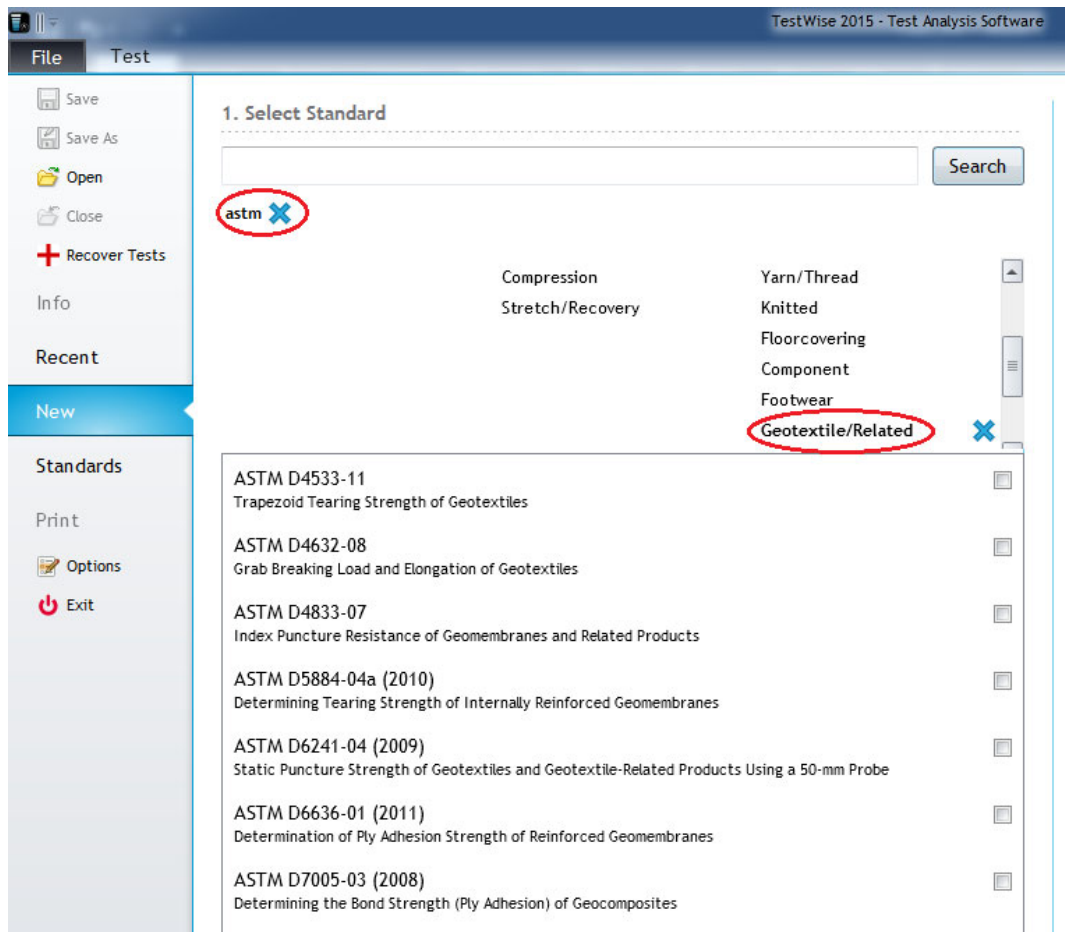 TestWise 2015 - Test Analysis Software
File
Test
Save
Save As
Open
Close
Recover Tests
Info
Recent
New
Standards
Print
Options
Exit
1. Select Standard
Search
astm
Compression
Yarn/Thread
Stretch/Recovery
Knitted
Floorcovering
Component
Footwear
Geotextile/Related
ASTM D4533-11
Trapezoid Tearing Strength of Geotextiles
ASTM D4632-08
Grab Breaking Load and Elongation of Geotextiles
ASTM D4833-07
Index Puncture Resistance of Geomembranes and Related Products
ASTM D5884-04a (2010)
Determining Tearing Strength of Internally Reinforced Geomembranes
ASTM D6241-04 (2009)
Static Puncture Strength of Geotextiles and Geotextile-Related Products Using a 50-mm Probe
ASTM D6636-01 (2011)
Determination of Ply Adhesion Strength of Reinforced Geomembranes
ASTM D7005-03 (2008)
Determining the Bond Strength (Ply Adhesion) of Geocomposites